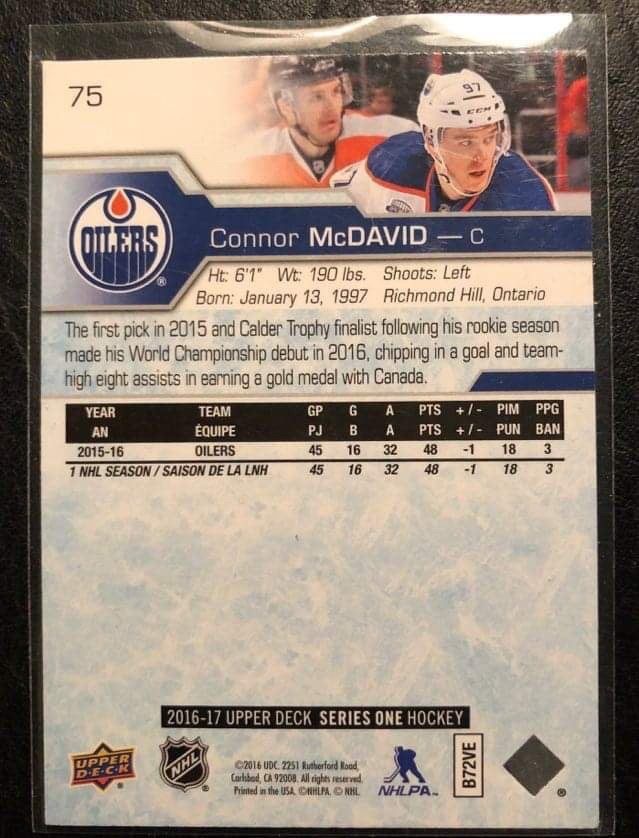 75
97
CCM
97
OILERS
®
Connor McDAVID — C
Ht: 6'1" Wt: 190 lbs. Shoots: Left
Born: January 13, 1997 Richmond Hill, Ontario
The first pick in 2015 and Calder Trophy finalist following his rookie season
made his World Championship debut in 2016, chipping in a goal and team-
high eight assists in earning a gold medal with Canada.
YEAR TEAM GP G A PTS +/- PIM PPG
AN ÉQUIPE PJ B A PTS +/- PUN BAN
2015-16 OILERS 45 16 32 48 -1 18 3
1 NHL SEASON / SAISON DE LA LNH 45 16 32 48 -1 18 3
2016-17 UPPER DECK SERIES ONE HOCKEY
UPPER
D·E·C·K
NHL
®
©2016 UDC. 2251 Rutherford Road,
Carlsbad, CA 92008. All rights reserved.
Printed in the USA. ©NHLPA. © NHL.
NHLPA™
B72VE
®